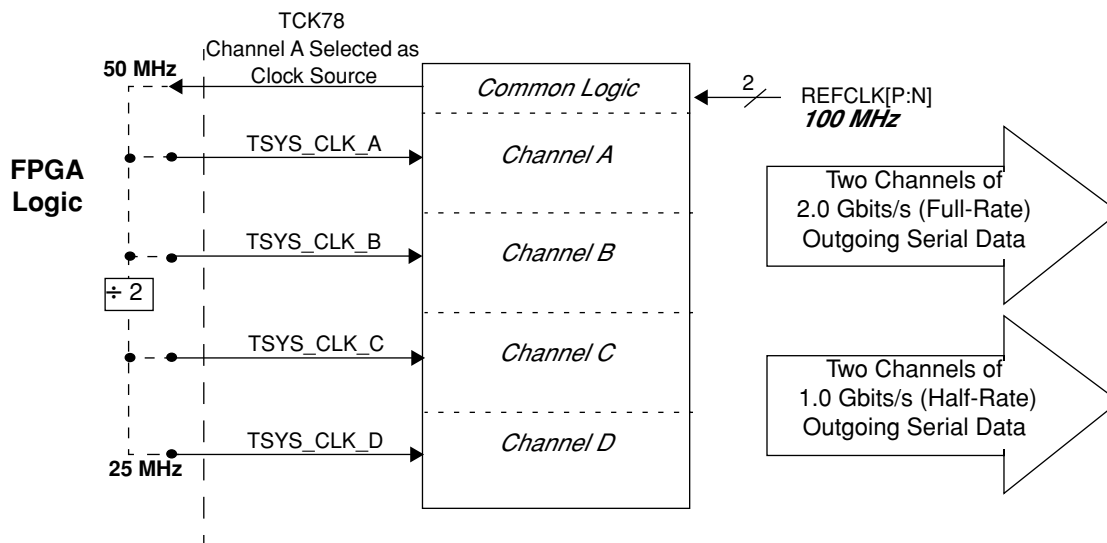 TCK78
Channel A Selected as
Clock Source
50 MHz
Common Logic
2
REFCLK[P:N]
100 MHz
FPGA
Logic
TSYS_CLK_A
Channel A
TSYS_CLK_B
Channel B
÷ 2
TSYS_CLK_C
Channel C
TSYS_CLK_D
Channel D
25 MHz
Two Channels of
2.0 Gbits/s (Full-Rate)
Outgoing Serial Data
Two Channels of
1.0 Gbits/s (Half-Rate)
Outgoing Serial Data